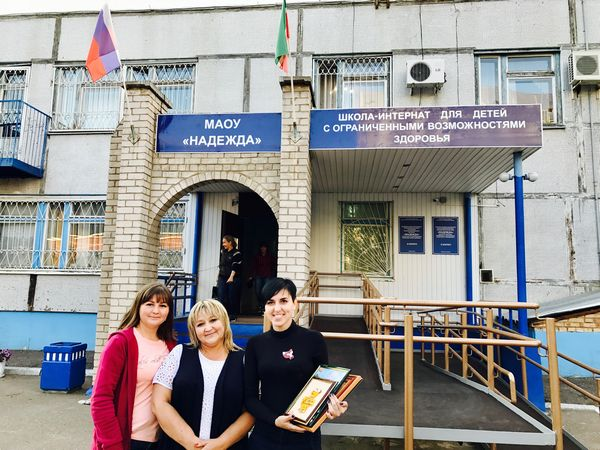 МАОУ
«НАДЕЖДА»
ШКОЛА-ИНТЕРНАТ ДЛЯ ДЕТЕЙ
С ОГРАНИЧЕННЫМИ ВОЗМОЖНОСТЯМИ
ЗДОРОВЬЯ